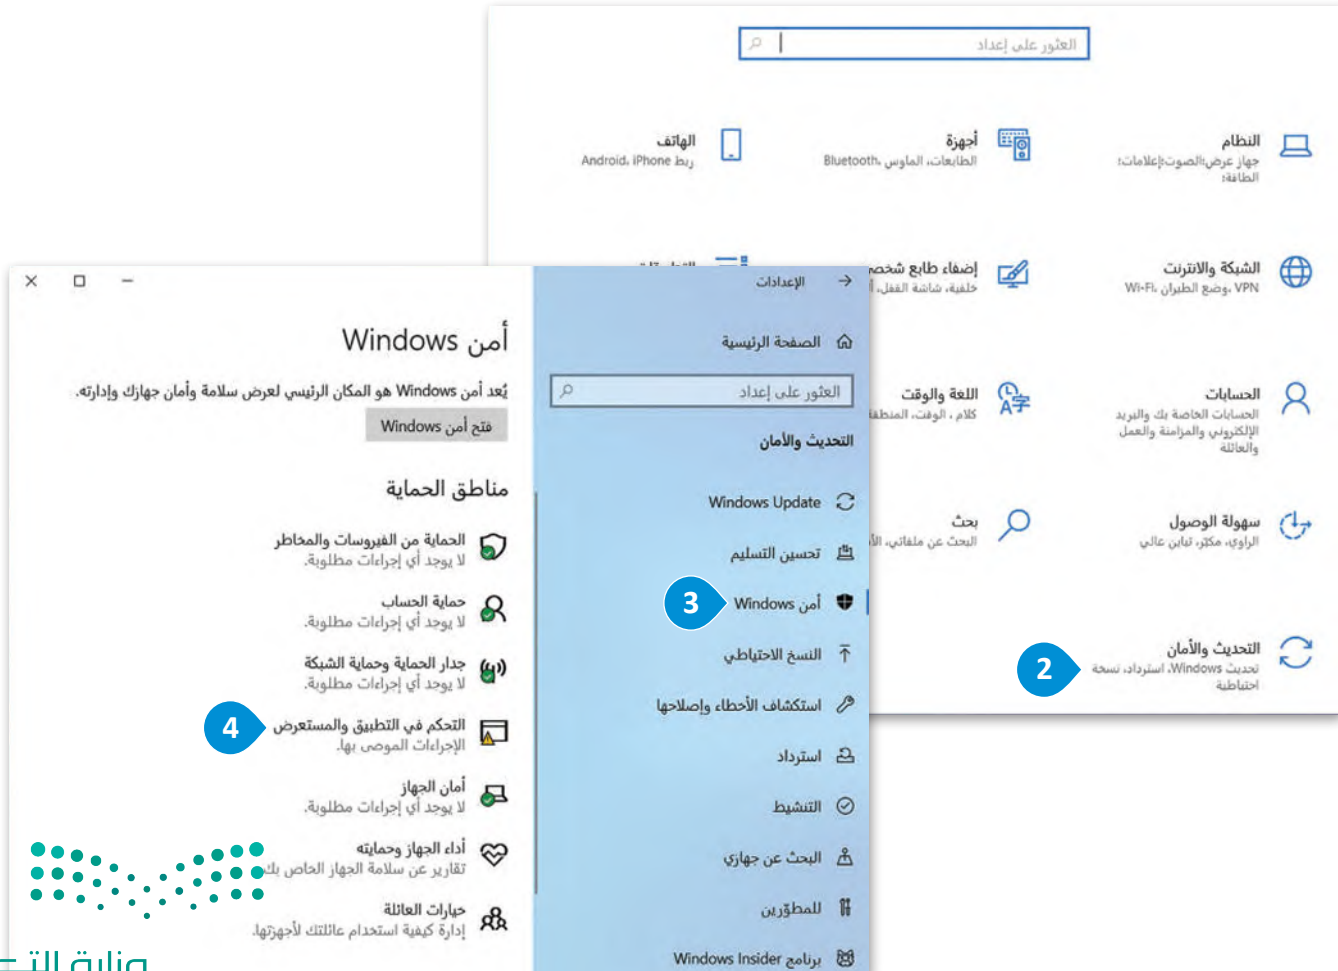 العثور على إعداد
النظام
جهاز عرض؛الصوت؛إعلامات؛
الطاقة؛
أجهزة
الطابعات، الماوس، Bluetooth
الهاتف
ربط Android، iPhone
الشبكة والانترنت
VPN ،وضع الطيران ،Wi-Fi
إضفاء طابع شخصي
خلفية، شاشة القفل،
الحسابات
الحسابات الخاصة بك والبريد
الإلكتروني والمزامنة والعمل
والعائلة
اللغة والوقت
كلام ، الوقت، المنطقة
سهولة الوصول
الراوي، مكبّر، تباين عالي
بحث
البحث عن ملفاتي،
التحديث والأمان
تحديث Windows، استرداد، نسخة
احتياطية
2
الإعدادات
الصفحة الرئيسية
العثور على إعداد
التحديث والأمان
Windows Update
تحسين التسليم
أمن Windows
3
النسخ الاحتياطي
استكشاف الأخطاء وإصلاحها
استرداد
التنشيط
البحث عن جهازي
للمطوّرين
برنامج Windows Insider
أمن Windows
يُعد أمن Windows هو المكان الرئيسي لعرض سلامة وأمان جهازك وإدارته.
فتح أمن Windows
مناطق الحماية
الحماية من الفيروسات والمخاطر
لا يوجد أي إجراءات مطلوبة.
حماية الحساب
لا يوجد أي إجراءات مطلوبة.
جدار الحماية وحماية الشبكة
لا يوجد أي إجراءات مطلوبة.
التحكم في التطبيق والمستعرض
الإجراءات الموصى بها.
4
أمان الجهاز
لا يوجد أي إجراءات مطلوبة.
أداء الجهاز وحمايته
تقارير عن سلامة الجهاز الخاص بك
خيارات العائلة
إدارة كيفية استخدام عائلتك لأجهزتها.
وزارة